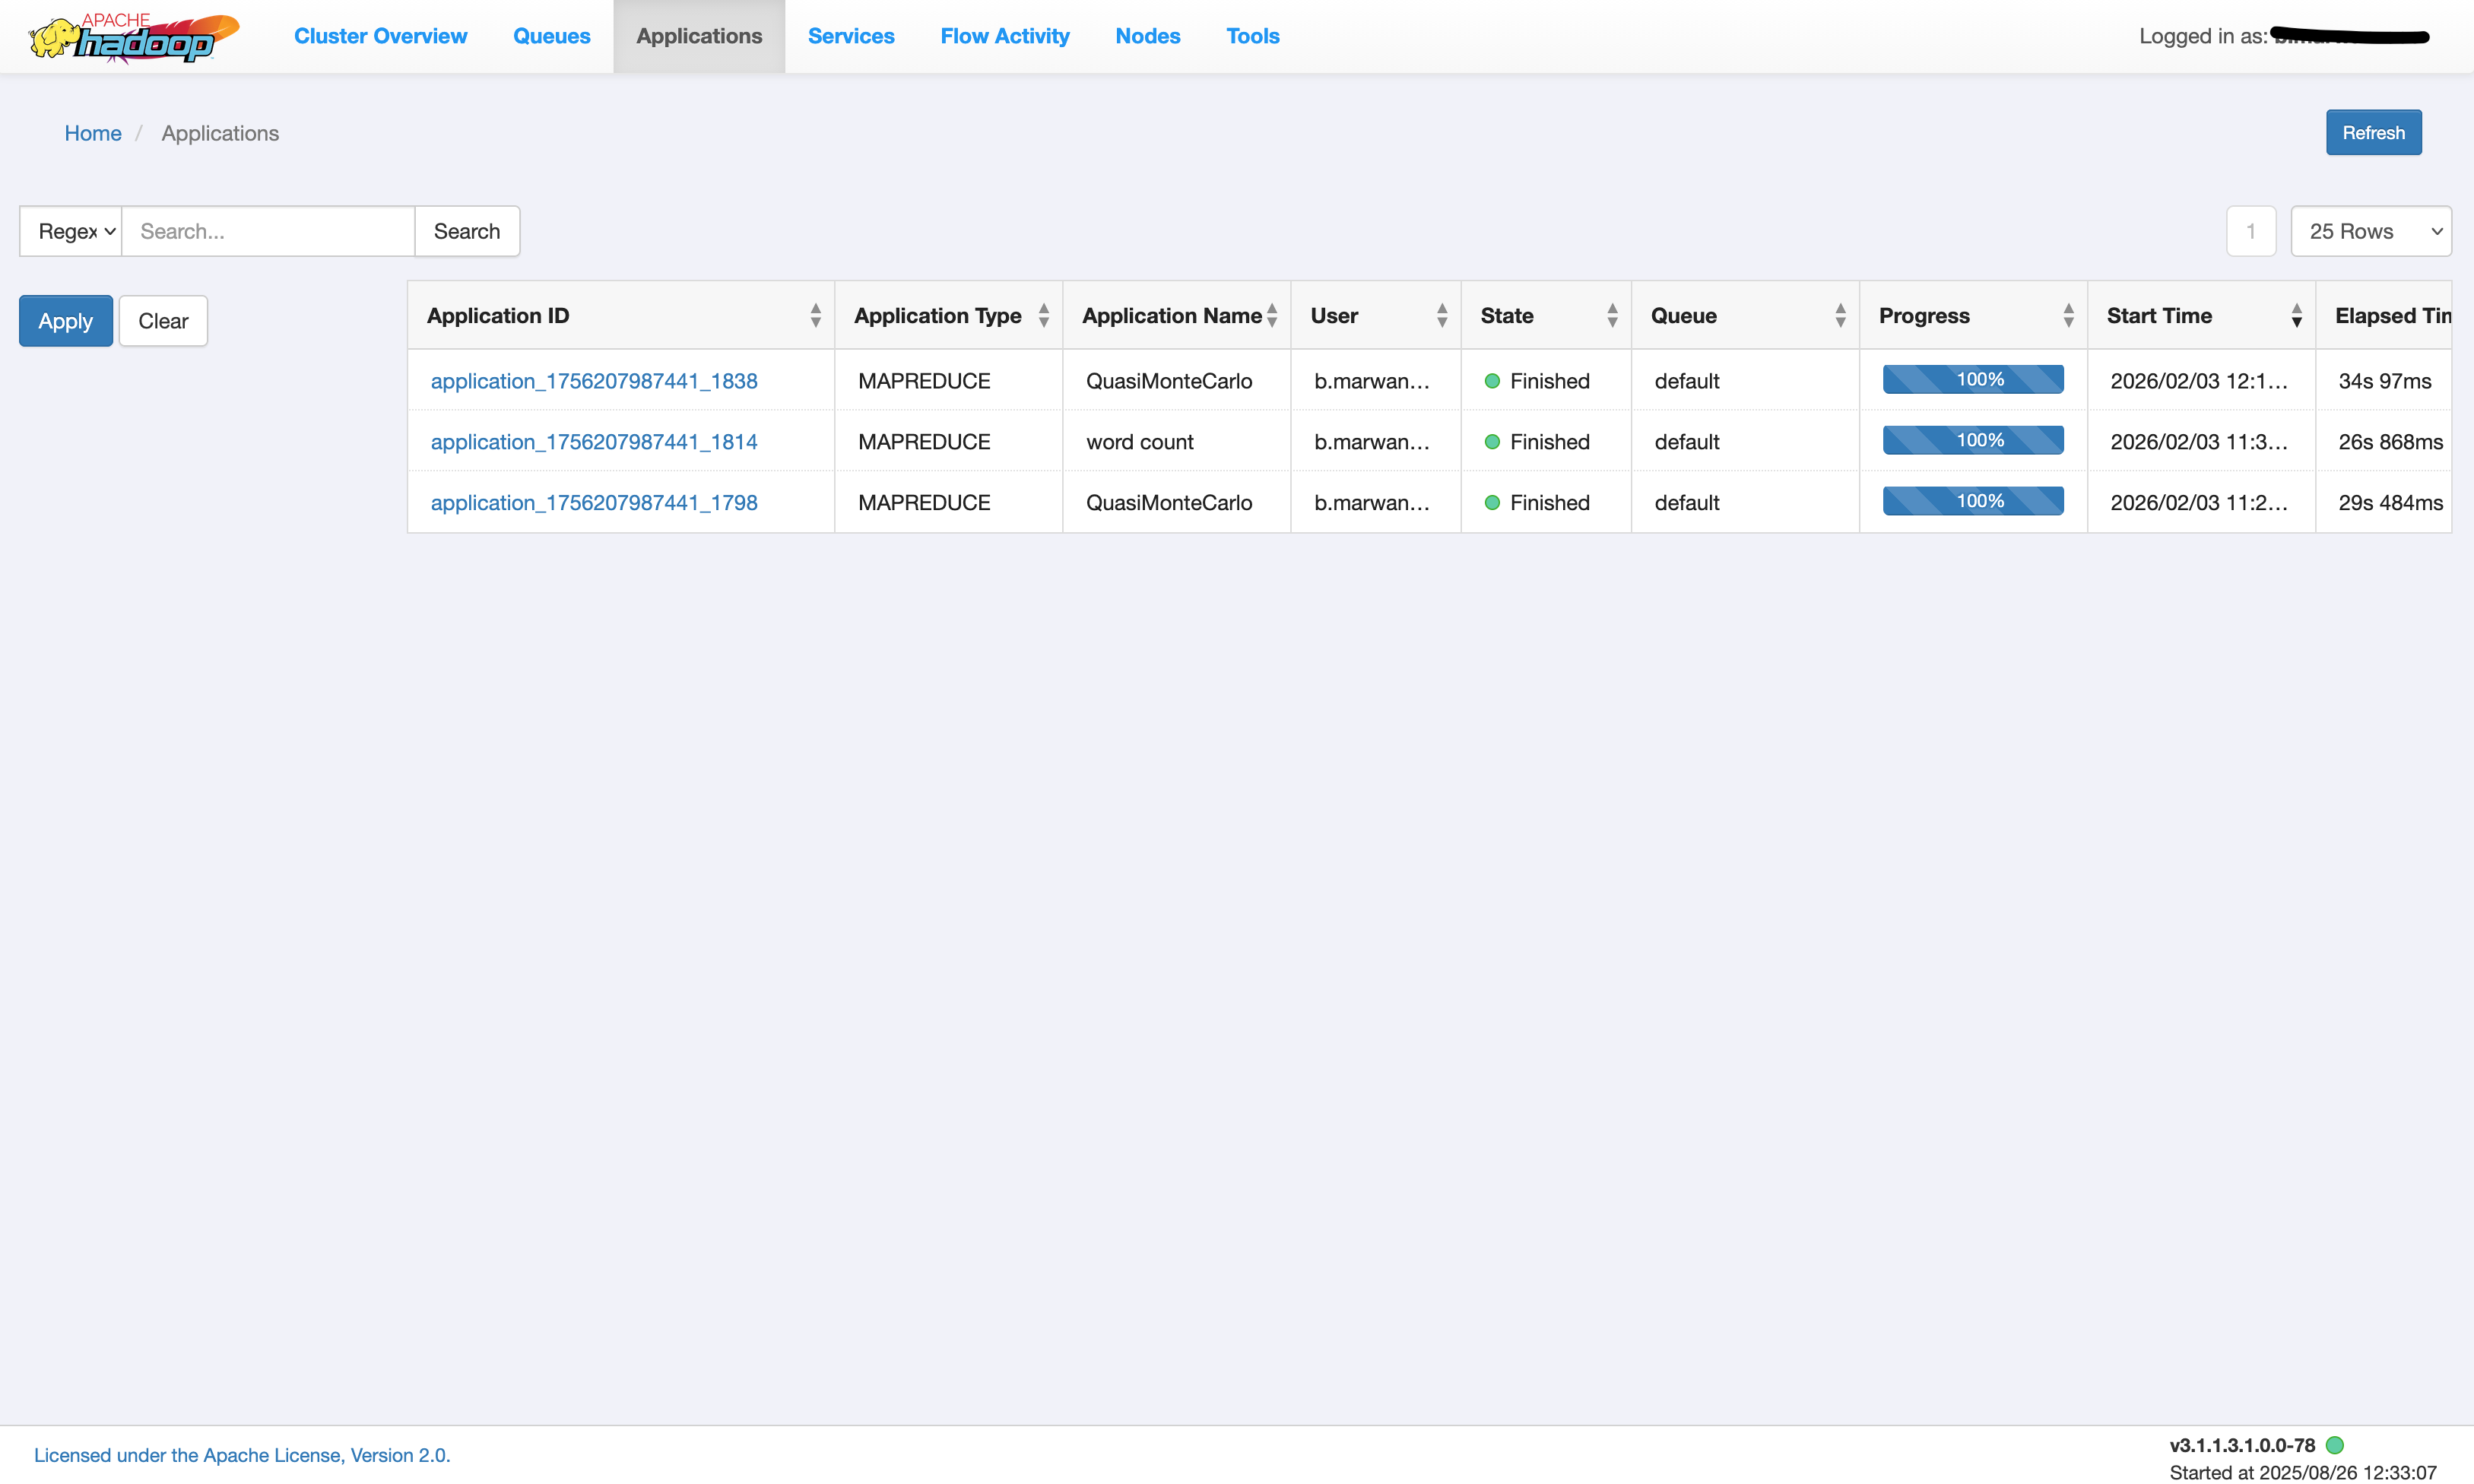 APACHE
hadoop
Cluster Overview Queues Applications Services Flow Activity Nodes Tools Logged in as:
Home / Applications Refresh
Regex Search... Search 1 25 Rows
Apply Clear
Application ID Application Type Application Name User State Queue Progress Start Time Elapsed Tim
application_1756207987441_1838 MAPREDUCE QuasiMonteCarlo b.marwan... Finished default 100% 2026/02/03 12:1... 34s 97ms
application_1756207987441_1814 MAPREDUCE word count b.marwan... Finished default 100% 2026/02/03 11:3... 26s 868ms
application_1756207987441_1798 MAPREDUCE QuasiMonteCarlo b.marwan... Finished default 100% 2026/02/03 11:2... 29s 484ms
Licensed under the Apache License, Version 2.0.
v3.1.1.3.1.0.0-78
Started at 2025/08/26 12:33:07